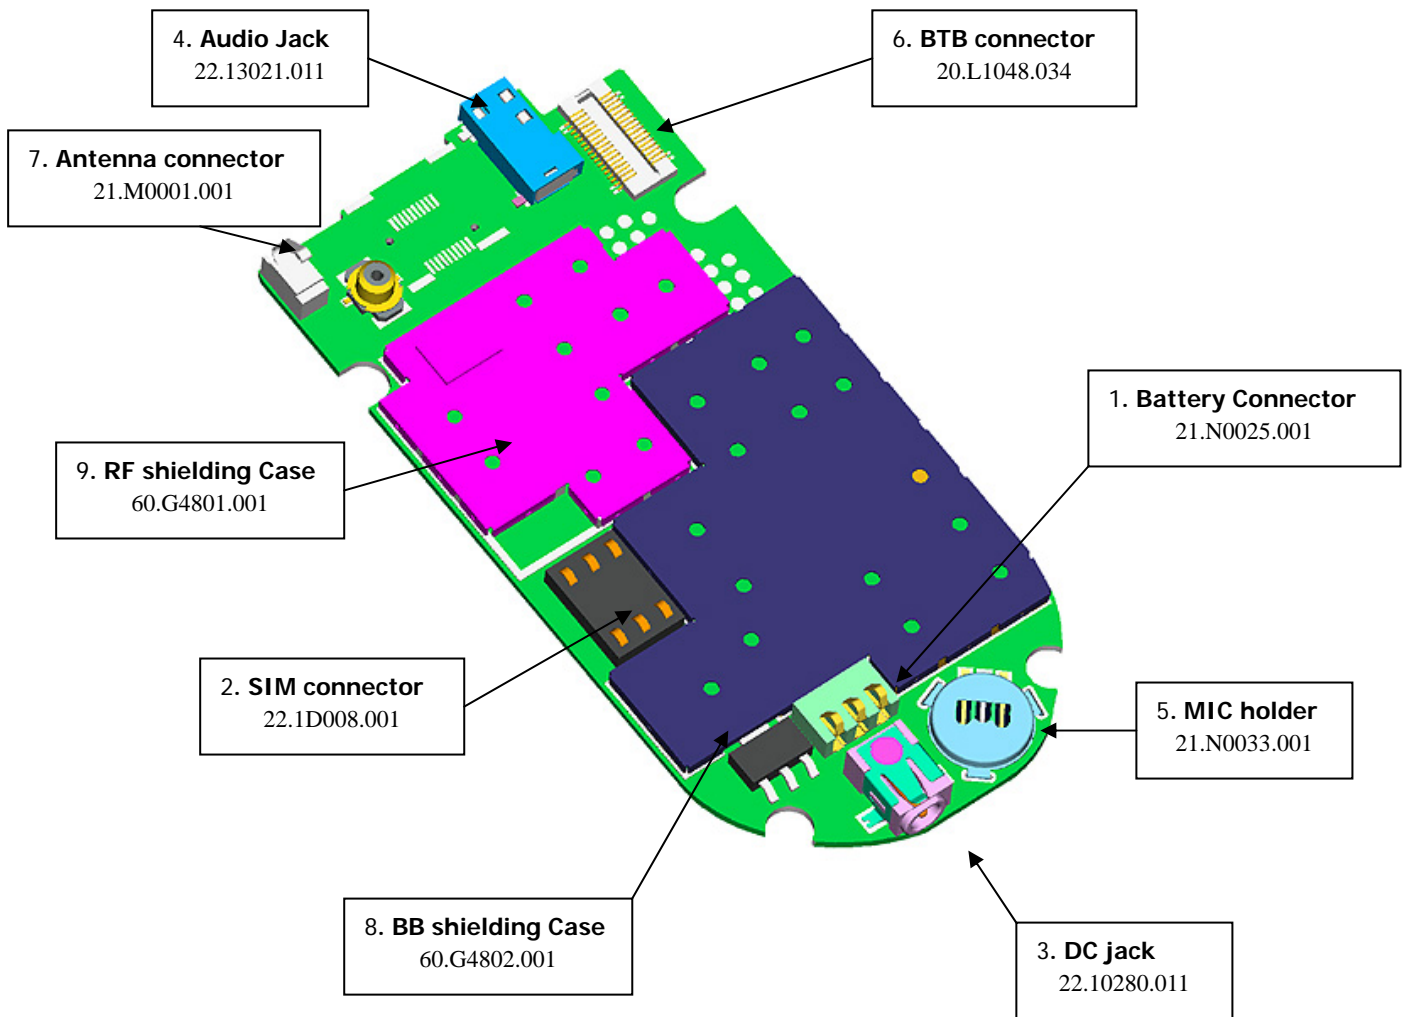 4. Audio Jack
22.13021.011
6. BTB connector
20.L1048.034
7. Antenna connector
21.M0001.001
1. Battery Connector
21.N0025.001
9. RF shielding Case
60.G4801.001
2. SIM connector
22.1D008.001
5. MIC holder
21.N0033.001
8. BB shielding Case
60.G4802.001
3. DC jack
22.10280.011